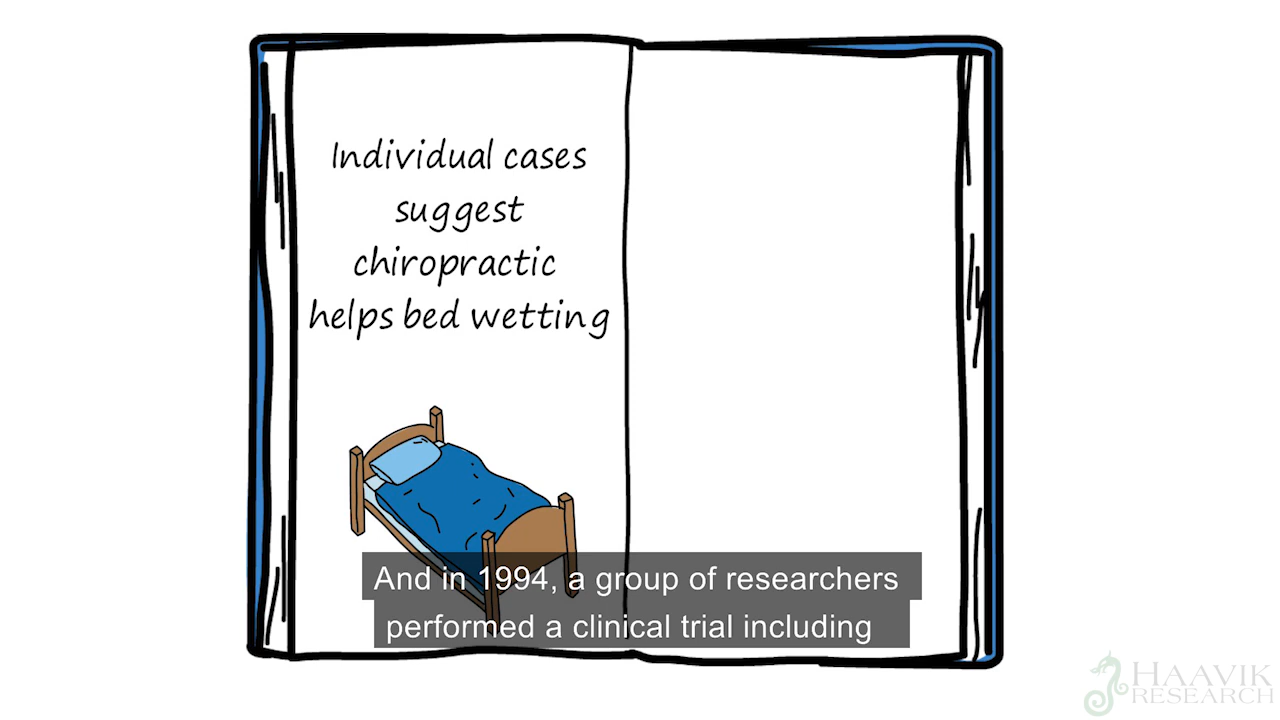 Individual cases
suggest
chiropractic
helps bed wetting
And in 1994, a group of researchers
performed a clinical trial including
HAAVIK
RESEARCH